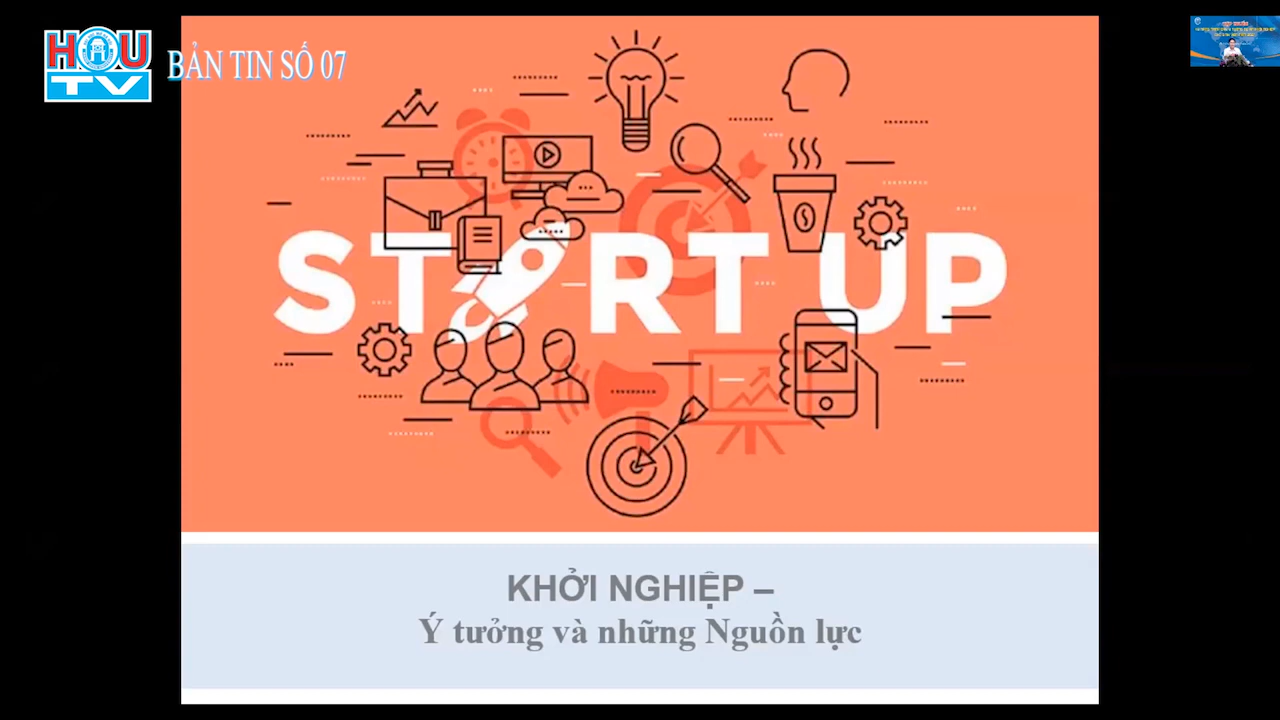 HOU
TV
BẢN TIN SỐ 07
START UP
KHỞI NGHIỆP –
Ý tưởng và những Nguồn lực